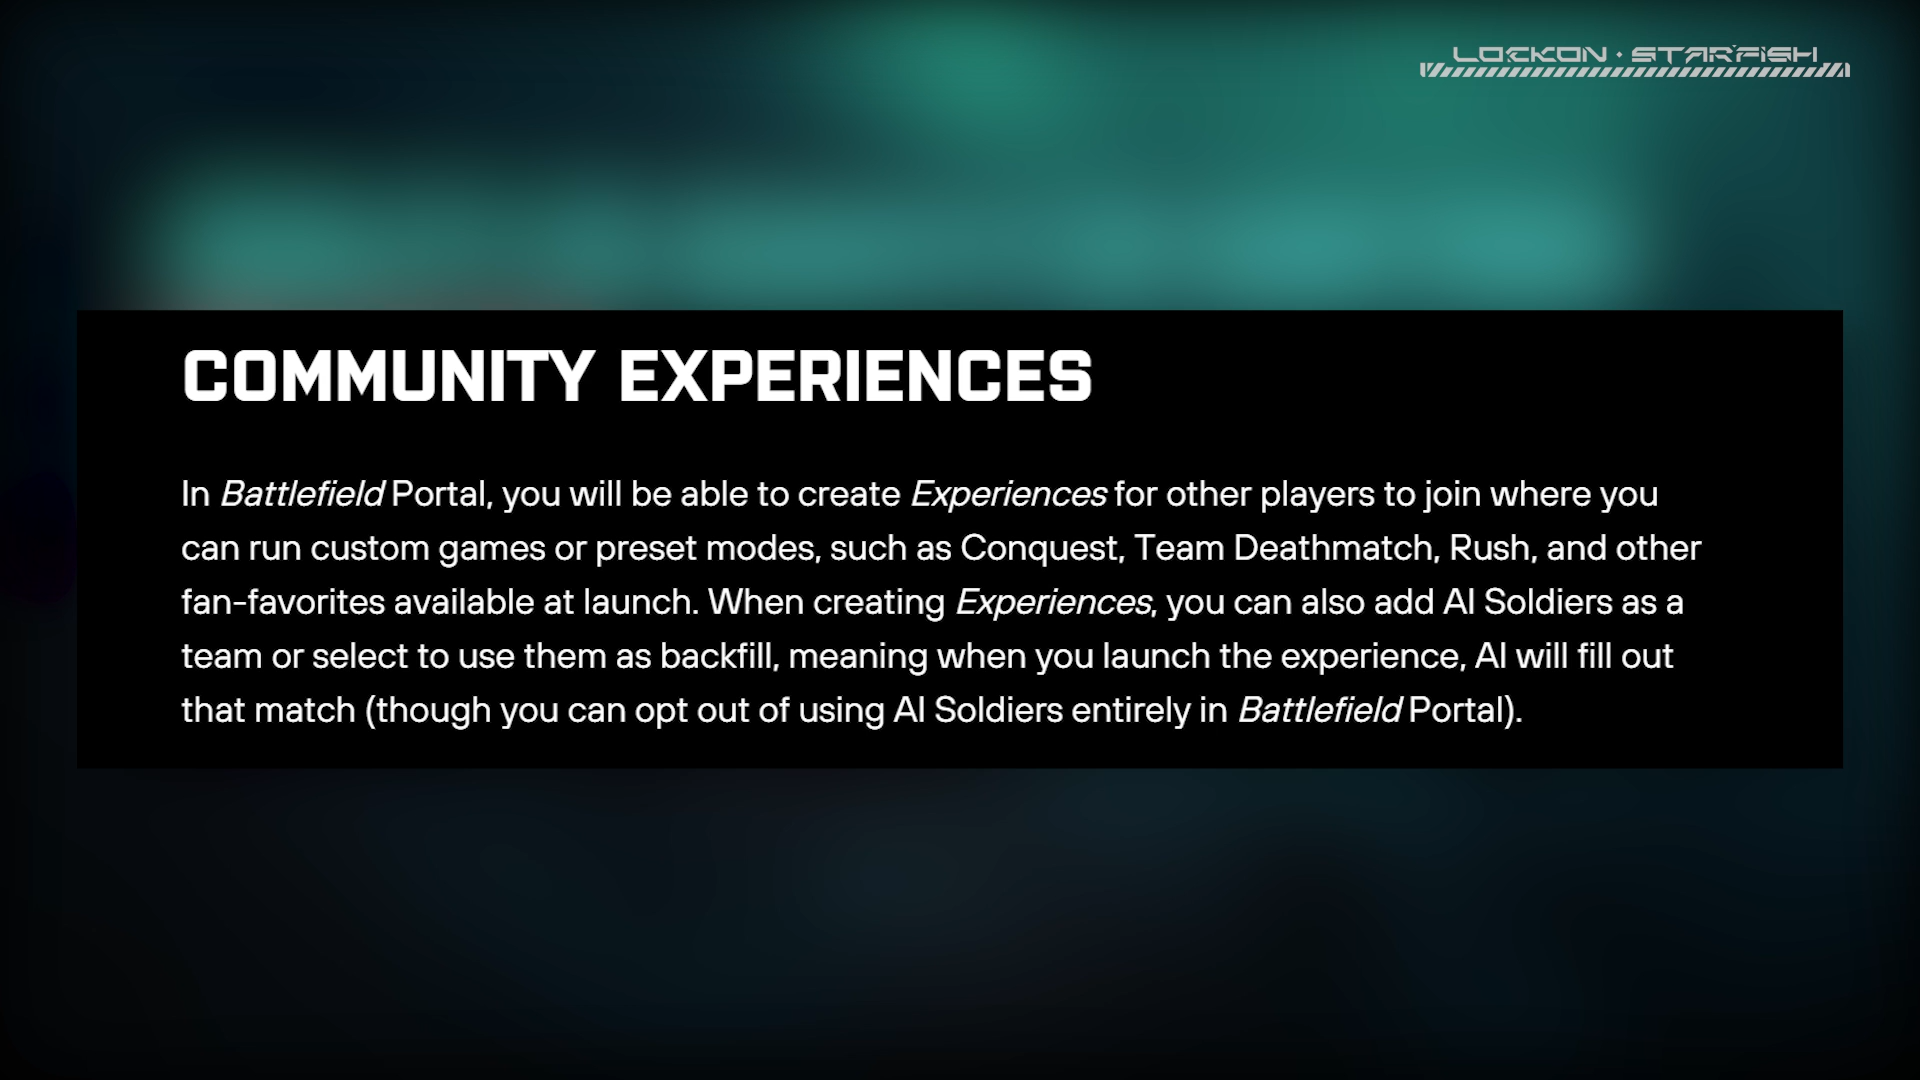 LOCKON · STARFISH
COMMUNITY EXPERIENCES
In Battlefield Portal, you will be able to create Experiences for other players to join where you
can run custom games or preset modes, such as Conquest, Team Deathmatch, Rush, and other
fan-favorites available at launch. When creating Experiences, you can also add AI Soldiers as a
team or select to use them as backfill, meaning when you launch the experience, AI will fill out
that match (though you can opt out of using AI Soldiers entirely in Battlefield Portal).